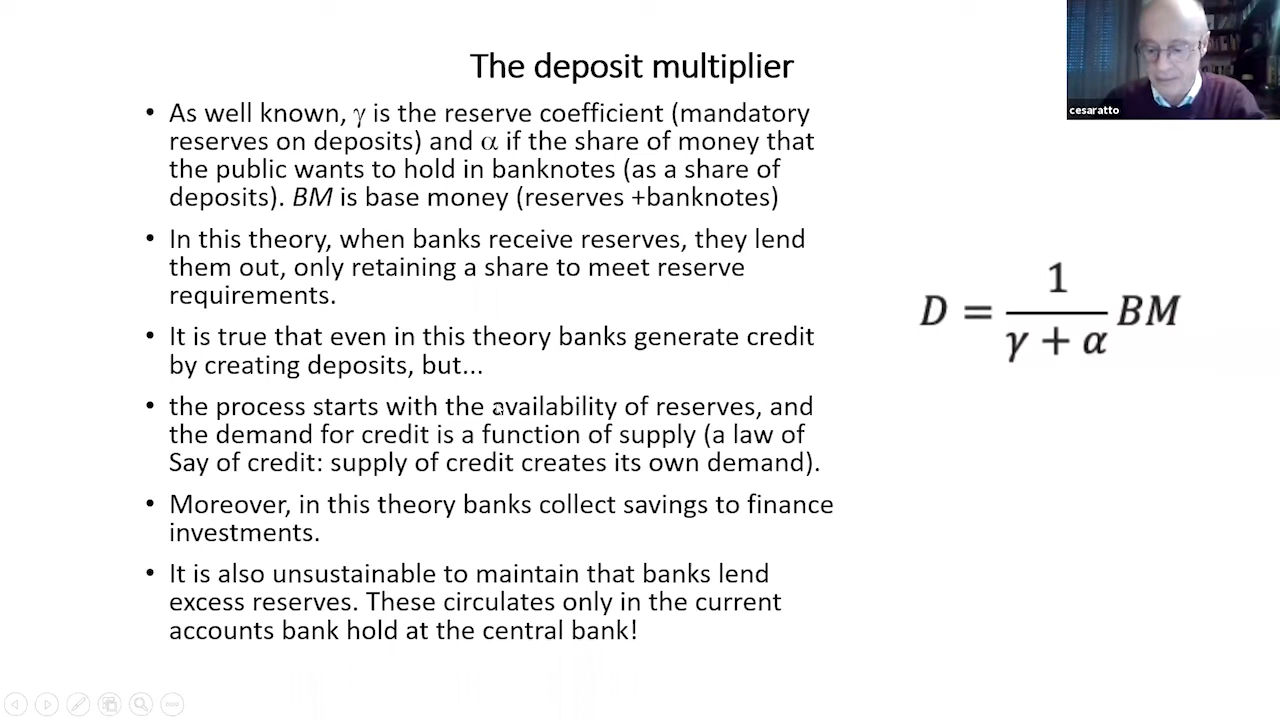 The deposit multiplier
cesaratto
• As well known, γ is the reserve coefficient (mandatory
reserves on deposits) and α if the share of money that
the public wants to hold in banknotes (as a share of
deposits). BM is base money (reserves +banknotes)
• In this theory, when banks receive reserves, they lend
them out, only retaining a share to meet reserve
requirements.
• It is true that even in this theory banks generate credit
by creating deposits, but...
• the process starts with the availability of reserves, and
the demand for credit is a function of supply (a law of
Say of credit: supply of credit creates its own demand).
• Moreover, in this theory banks collect savings to finance
investments.
• It is also unsustainable to maintain that banks lend
excess reserves. These circulates only in the current
accounts bank hold at the central bank!
D = 1 / (γ + α) BM